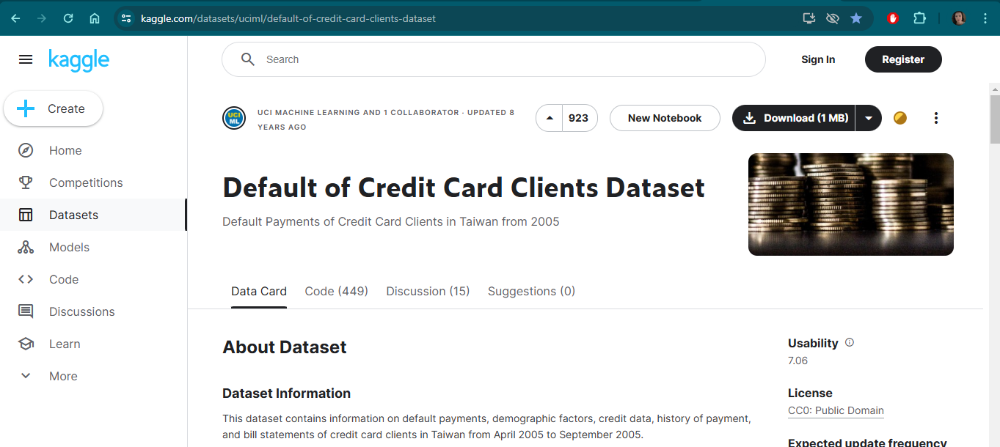 kaggle.com/datasets/uciml/default-of-credit-card-clients-dataset
kaggle
Search
Sign In
Register
Create
Home
Competitions
Datasets
Models
Code
Discussions
Learn
More
UCI
ML
UCI MACHINE LEARNING AND 1 COLLABORATOR · UPDATED 8
YEARS AGO
923
New Notebook
Download (1 MB)
Default of Credit Card Clients Dataset
Default Payments of Credit Card Clients in Taiwan from 2005
Data Card
Code (449)
Discussion (15)
Suggestions (0)
About Dataset
Dataset Information
This dataset contains information on default payments, demographic factors, credit data, history of payment,
and bill statements of credit card clients in Taiwan from April 2005 to September 2005.
Usability
7.06
License
CC0: Public Domain
Expected update frequency